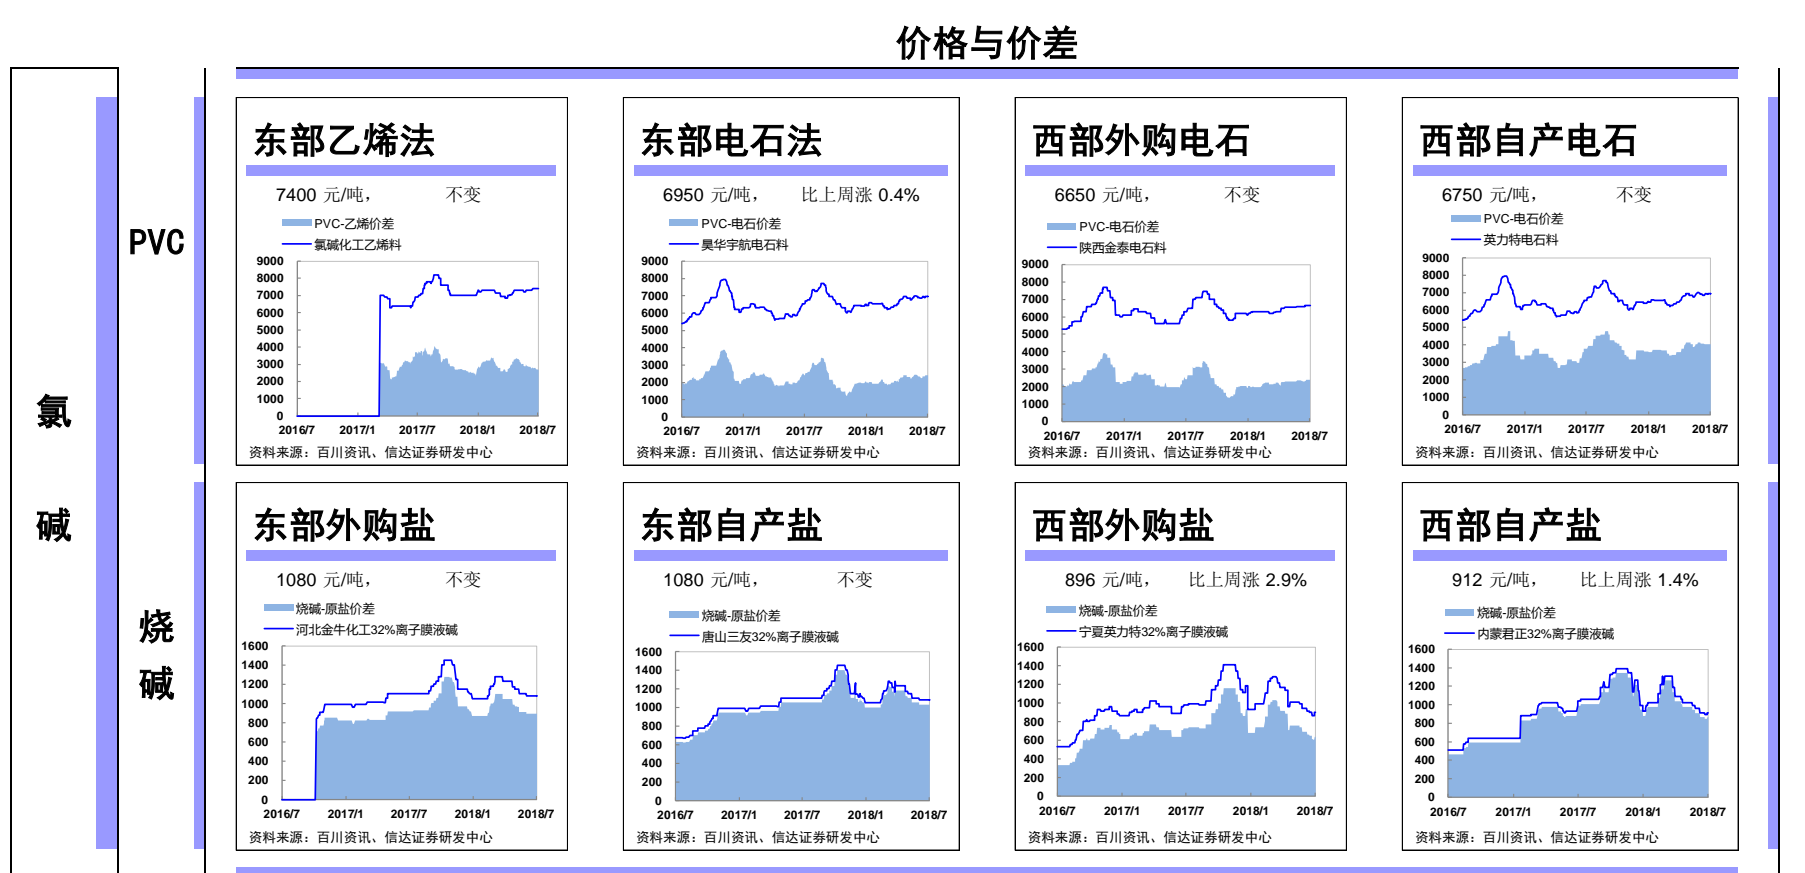 价格与价差
氯
碱
PVC
东部乙烯法
7400 元/吨， 不变
PVC-乙烯价差
氯碱化工乙烯料
9000
8000
7000
6000
5000
4000
3000
2000
1000
0
2016/7 2017/1 2017/7 2018/1 2018/7
资料来源：百川资讯、信达证券研发中心
东部电石法
6950 元/吨， 比上周涨 0.4%
PVC-电石价差
昊华宇航电石料
9000
8000
7000
6000
5000
4000
3000
2000
1000
0
2016/7 2017/1 2017/7 2018/1 2018/7
资料来源：百川资讯、信达证券研发中心
西部外购电石
6650 元/吨， 不变
PVC-电石价差
陕西金泰电石料
9000
8000
7000
6000
5000
4000
3000
2000
1000
0
2016/7 2017/1 2017/7 2018/1 2018/7
资料来源：百川资讯、信达证券研发中心
西部自产电石
6750 元/吨， 不变
PVC-电石价差
英力特电石料
9000
8000
7000
6000
5000
4000
3000
2000
1000
0
2016/7 2017/1 2017/7 2018/1 2018/7
资料来源：百川资讯、信达证券研发中心
烧
碱
东部外购盐
1080 元/吨， 不变
烧碱-原盐价差
河北金牛化工32%离子膜液碱
1600
1400
1200
1000
800
600
400
200
0
2016/7 2017/1 2017/7 2018/1 2018/7
资料来源：百川资讯、信达证券研发中心
东部自产盐
1080 元/吨， 不变
烧碱-原盐价差
唐山三友32%离子膜液碱
1600
1400
1200
1000
800
600
400
200
0
2016/7 2017/1 2017/7 2018/1 2018/7
资料来源：百川资讯、信达证券研发中心
西部外购盐
896 元/吨， 比上周涨 2.9%
烧碱-原盐价差
宁夏英力特32%离子膜液碱
1600
1400
1200
1000
800
600
400
200
0
2016/7 2017/1 2017/7 2018/1 2018/7
资料来源：百川资讯、信达证券研发中心
西部自产盐
912 元/吨， 比上周涨 1.4%
烧碱-原盐价差
内蒙君正32%离子膜液碱
1600
1400
1200
1000
800
600
400
200
0
2016/7 2017/1 2017/7 2018/1 2018/7
资料来源：百川资讯、信达证券研发中心